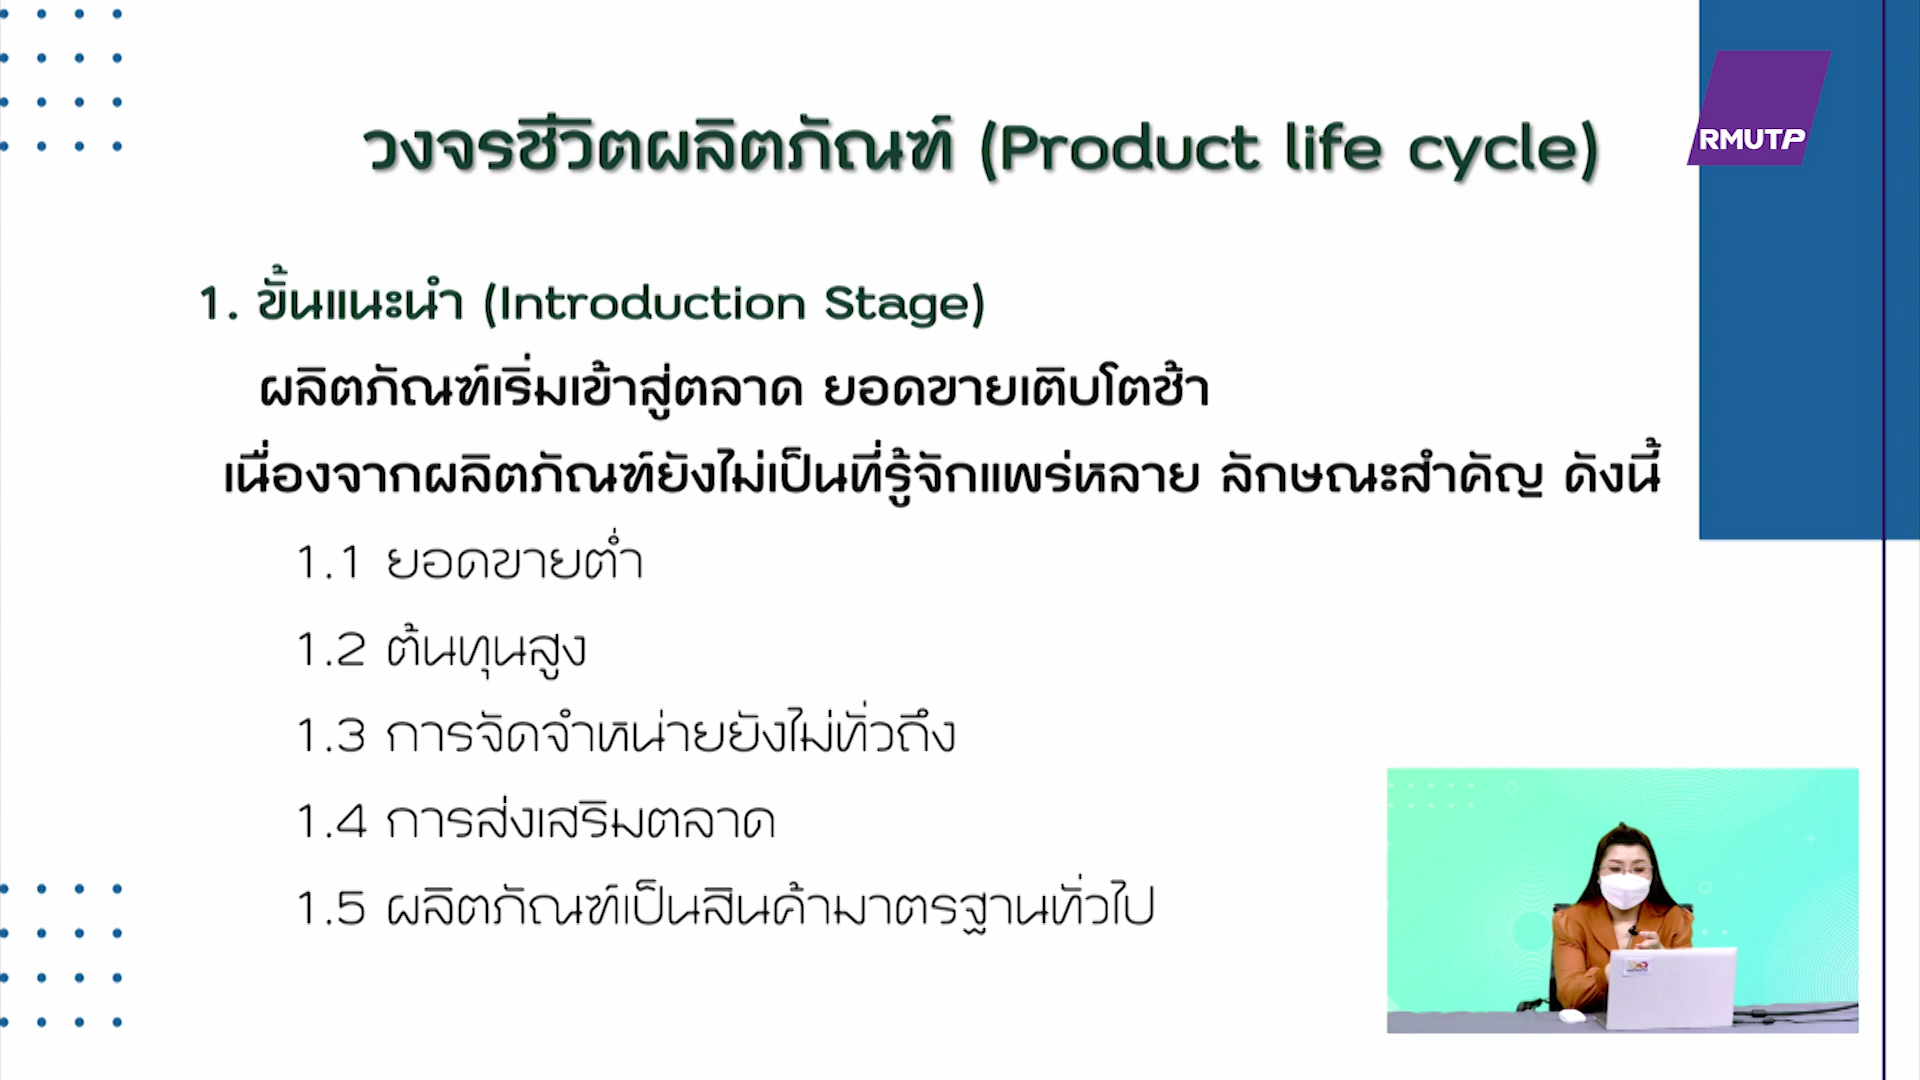 RMUTP
วงจรชีวิตผลิตภัณฑ์ (Product life cycle)
1. ขั้นแนะนำ (Introduction Stage)
ผลิตภัณฑ์เริ่มเข้าสู่ตลาด ยอดขายเติบโตช้า
เนื่องจากผลิตภัณฑ์ยังไม่เป็นที่รู้จักแพร่หลาย ลักษณะสำคัญ ดังนี้
1.1 ยอดขายต่ำ
1.2 ต้นทุนสูง
1.3 การจัดจำหน่ายยังไม่ทั่วถึง
1.4 การส่งเสริมตลาด
1.5 ผลิตภัณฑ์เป็นสินค้ามาตรฐานทั่วไป